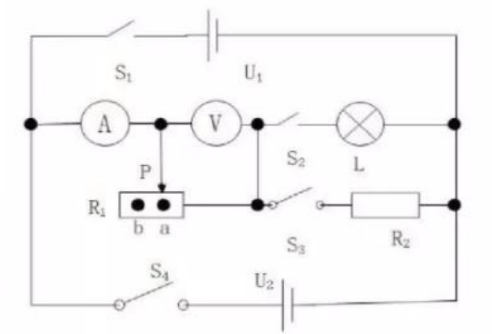 S₁ U₁
A V
S₂ L
P
R₁
b a
S₃ R₂
S₄ U₂